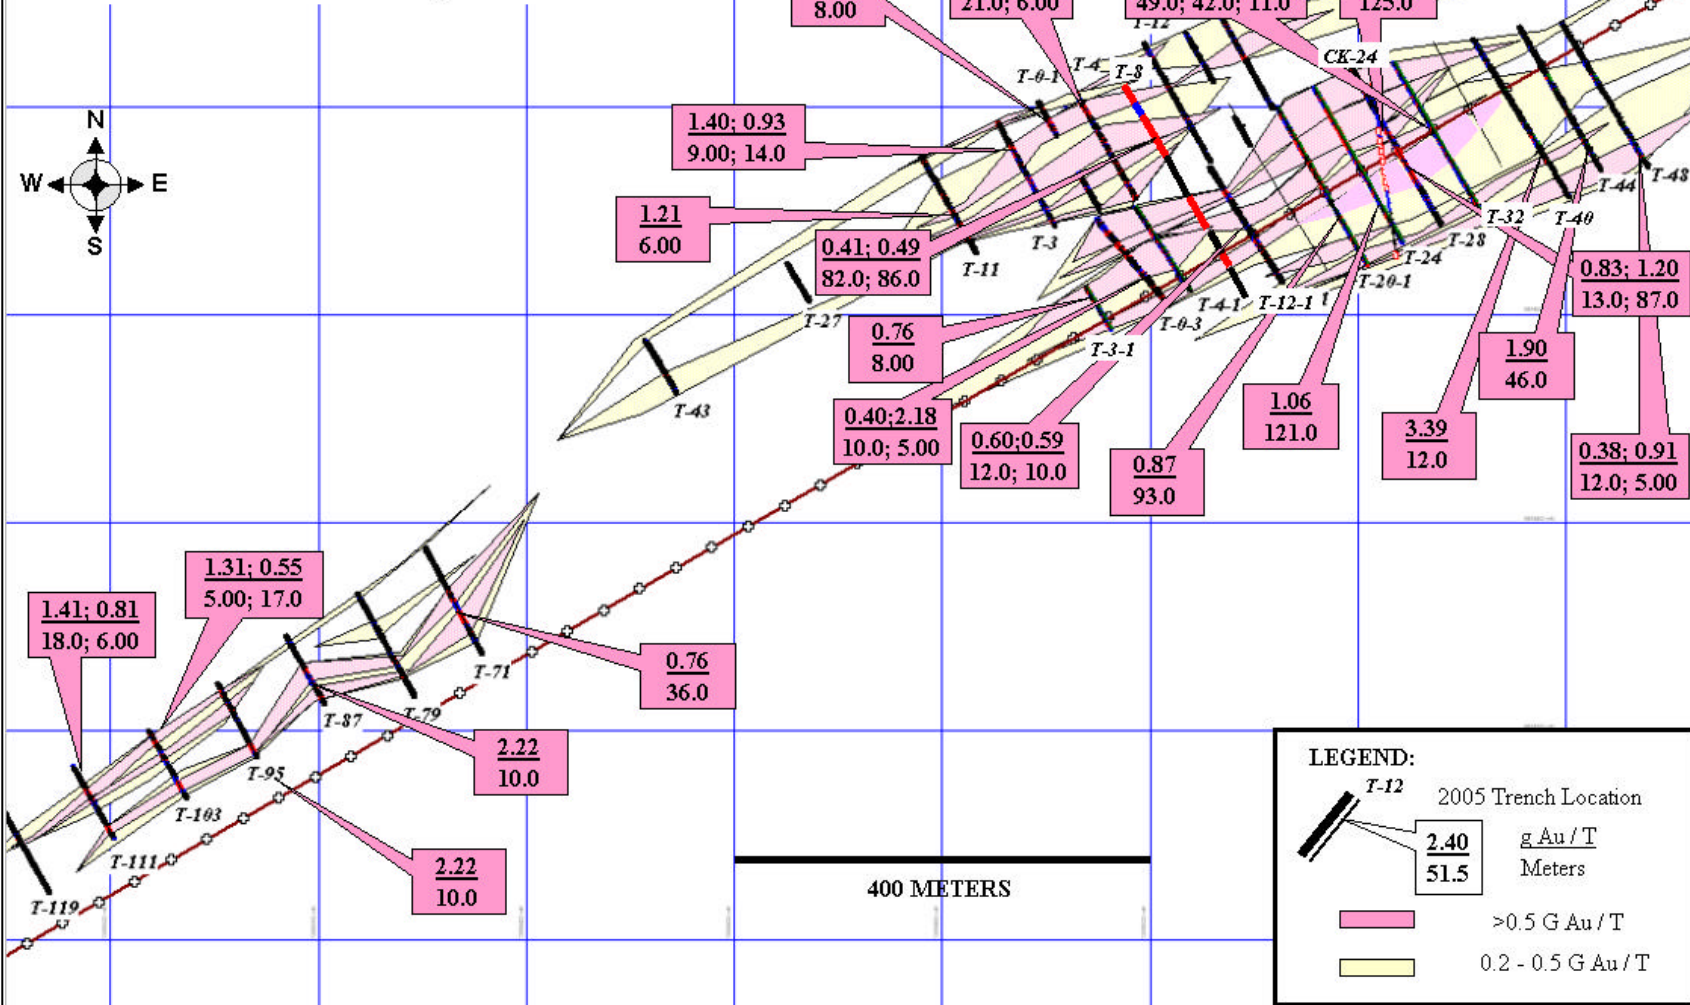 8.00
21.0; 6.00
49.0; 42.0; 11.0
125.0
T-12
CK-24
T-0-1
T-4
T-8
1.40; 0.93
9.00; 14.0
N
W
E
S
1.21
6.00
0.41; 0.49
82.0; 86.0
T-11
T-3
T-27
T-43
0.76
8.00
T-3-1
T-0-3
T-4-1
T-12-1
T-20-1
T-24
T-28
T-32
T-40
T-44
T-48
0.83; 1.20
13.0; 87.0
1.90
46.0
1.06
121.0
3.39
12.0
0.38; 0.91
12.0; 5.00
0.40;2.18
10.0; 5.00
0.60;0.59
12.0; 10.0
0.87
93.0
1.31; 0.55
5.00; 17.0
1.41; 0.81
18.0; 6.00
0.76
36.0
T-71
T-79
T-87
T-95
T-103
T-111
T-119
2.22
10.0
2.22
10.0
400 METERS
LEGEND:
T-12
2005 Trench Location
2.40
51.5
g Au / T
Meters
>0.5 G Au / T
0.2 - 0.5 G Au / T